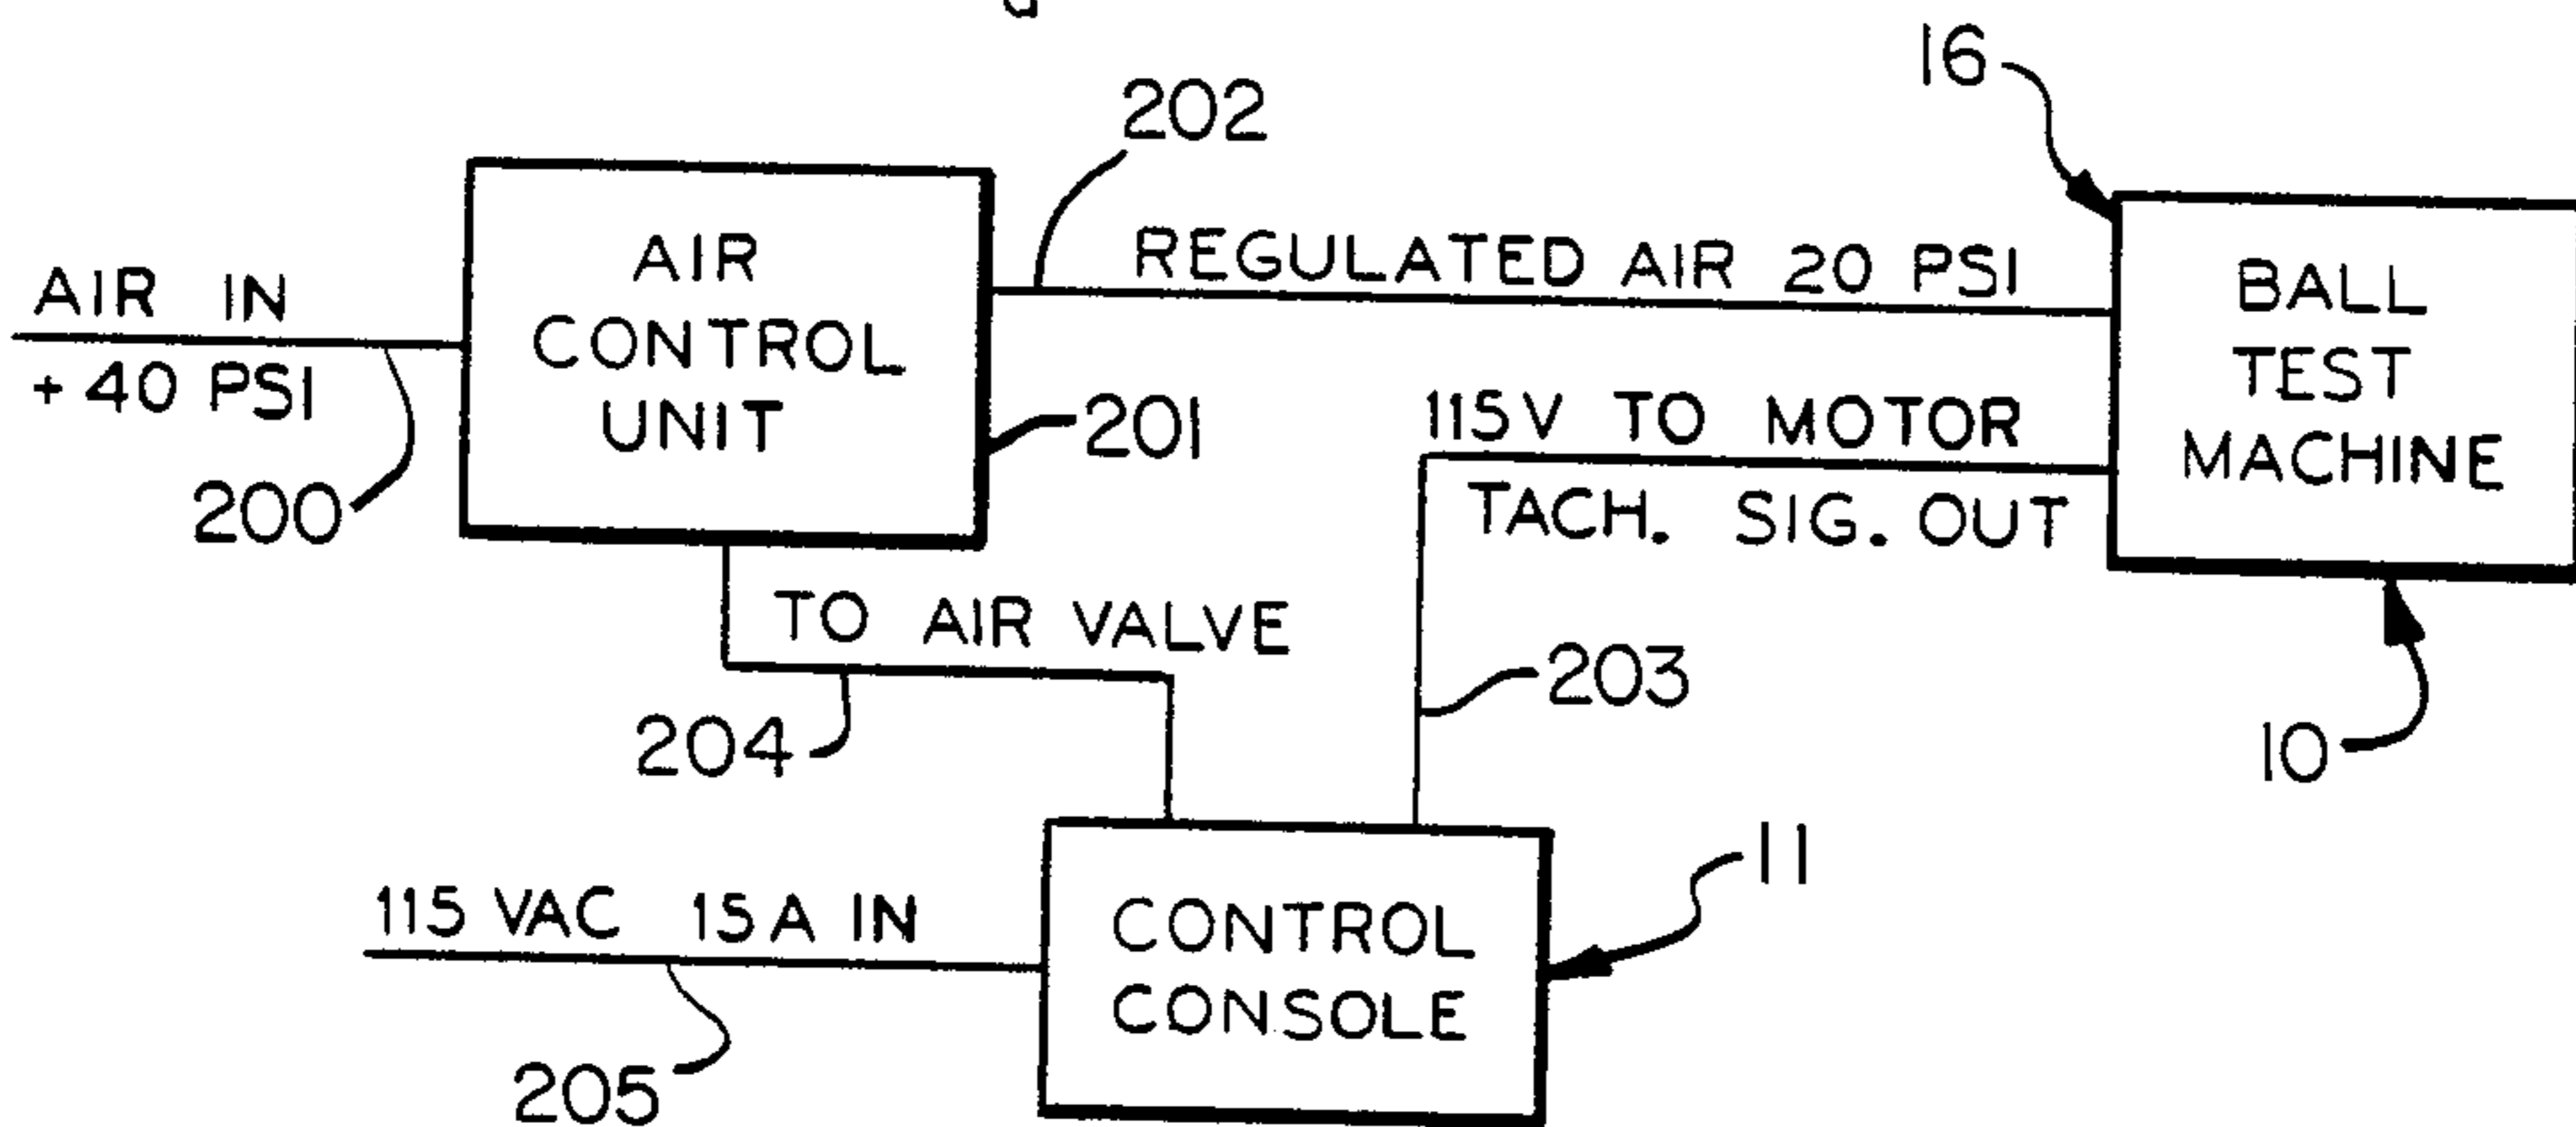 16
202
AIR IN
+ 40 PSI
200
AIR
CONTROL
UNIT
201
REGULATED AIR 20 PSI
115V TO MOTOR
TACH. SIG. OUT
BALL
TEST
MACHINE
10
TO AIR VALVE
204
203
115 VAC 15A IN
205
CONTROL
CONSOLE
11